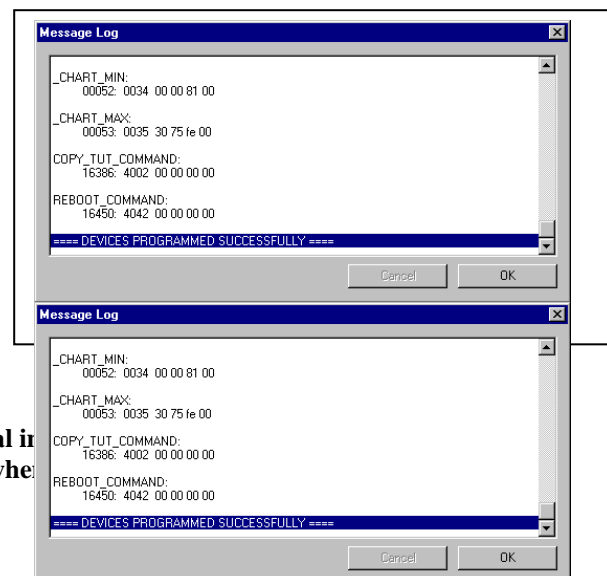 Message Log
_CHART_MIN:
00052: 0034 00 00 81 00
_CHART_MAX:
00053: 0035 30 75 fe 00
COPY_TUT_COMMAND:
16386: 4002 00 00 00 00
REBOOT_COMMAND:
16450: 4042 00 00 00 00
==== DEVICES PROGRAMMED SUCCESSFULLY ====
Cancel OK
Message Log
_CHART_MIN:
00052: 0034 00 00 81 00
_CHART_MAX:
00053: 0035 30 75 fe 00
COPY_TUT_COMMAND:
16386: 4002 00 00 00 00
REBOOT_COMMAND:
16450: 4042 00 00 00 00
==== DEVICES PROGRAMMED SUCCESSFULLY ====
Cancel OK